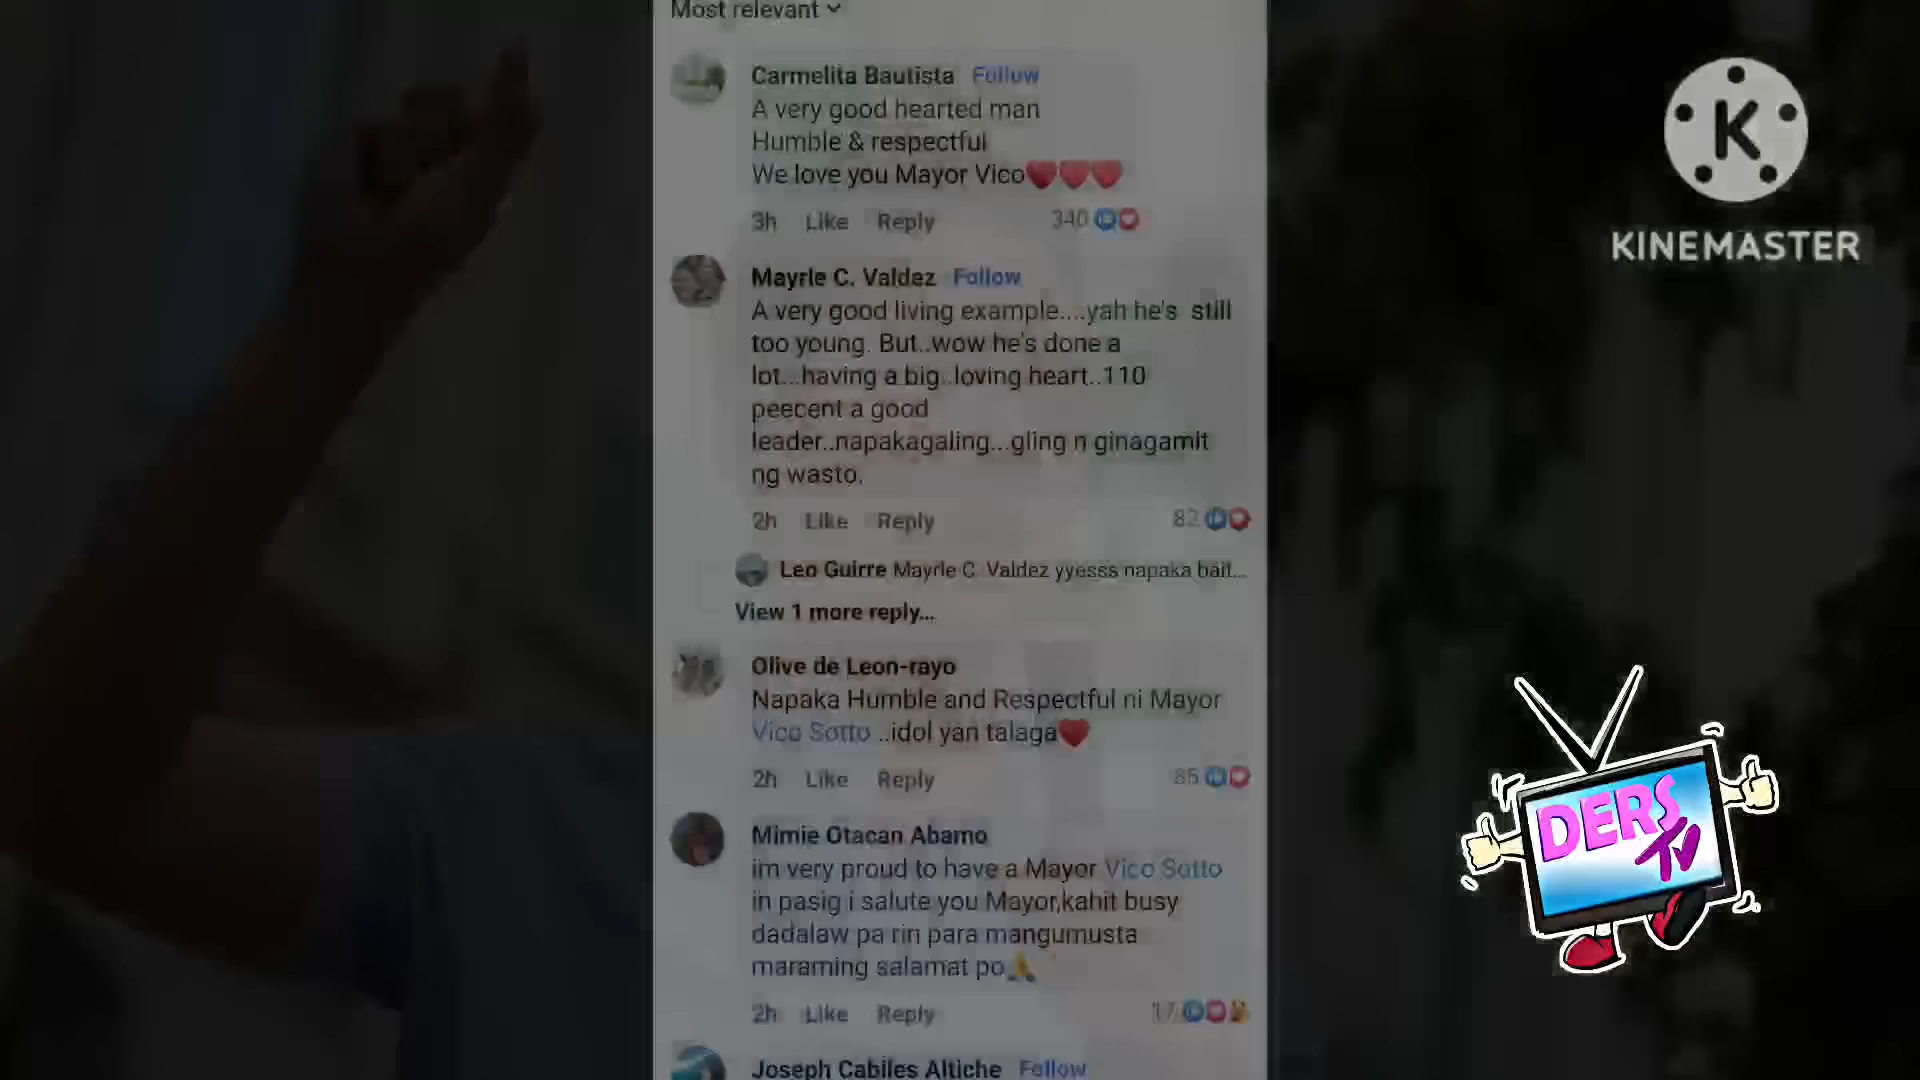 Most relevant
Carmelita Bautista Follow
A very good hearted man
Humble & respectful
We love you Mayor Vico❤❤❤
3h Like Reply 340
Mayrle C. Valdez Follow
A very good living example....yah he's still
too young. But..wow he's done a
lot...having a big..loving heart..110
peecent a good
leader..napakagaling...gling n ginagamit
ng wasto.
2h Like Reply 82
Leo Guirre Mayrle C. Valdez yyesss napaka bait...
View 1 more reply...
Olive de Leon-rayo
Napaka Humble and Respectful ni Mayor
Vico Sotto ..idol yan talaga❤
2h Like Reply 85
Mimie Otacan Abamo
im very proud to have a Mayor Vico Sotto
in pasig i salute you Mayor,kahit busy
dadalaw pa rin para mangumusta
maraming salamat po🙏
2h Like Reply 17
Joseph Cabiles Altiche Follow
K
KINEMASTER
DERS
TV